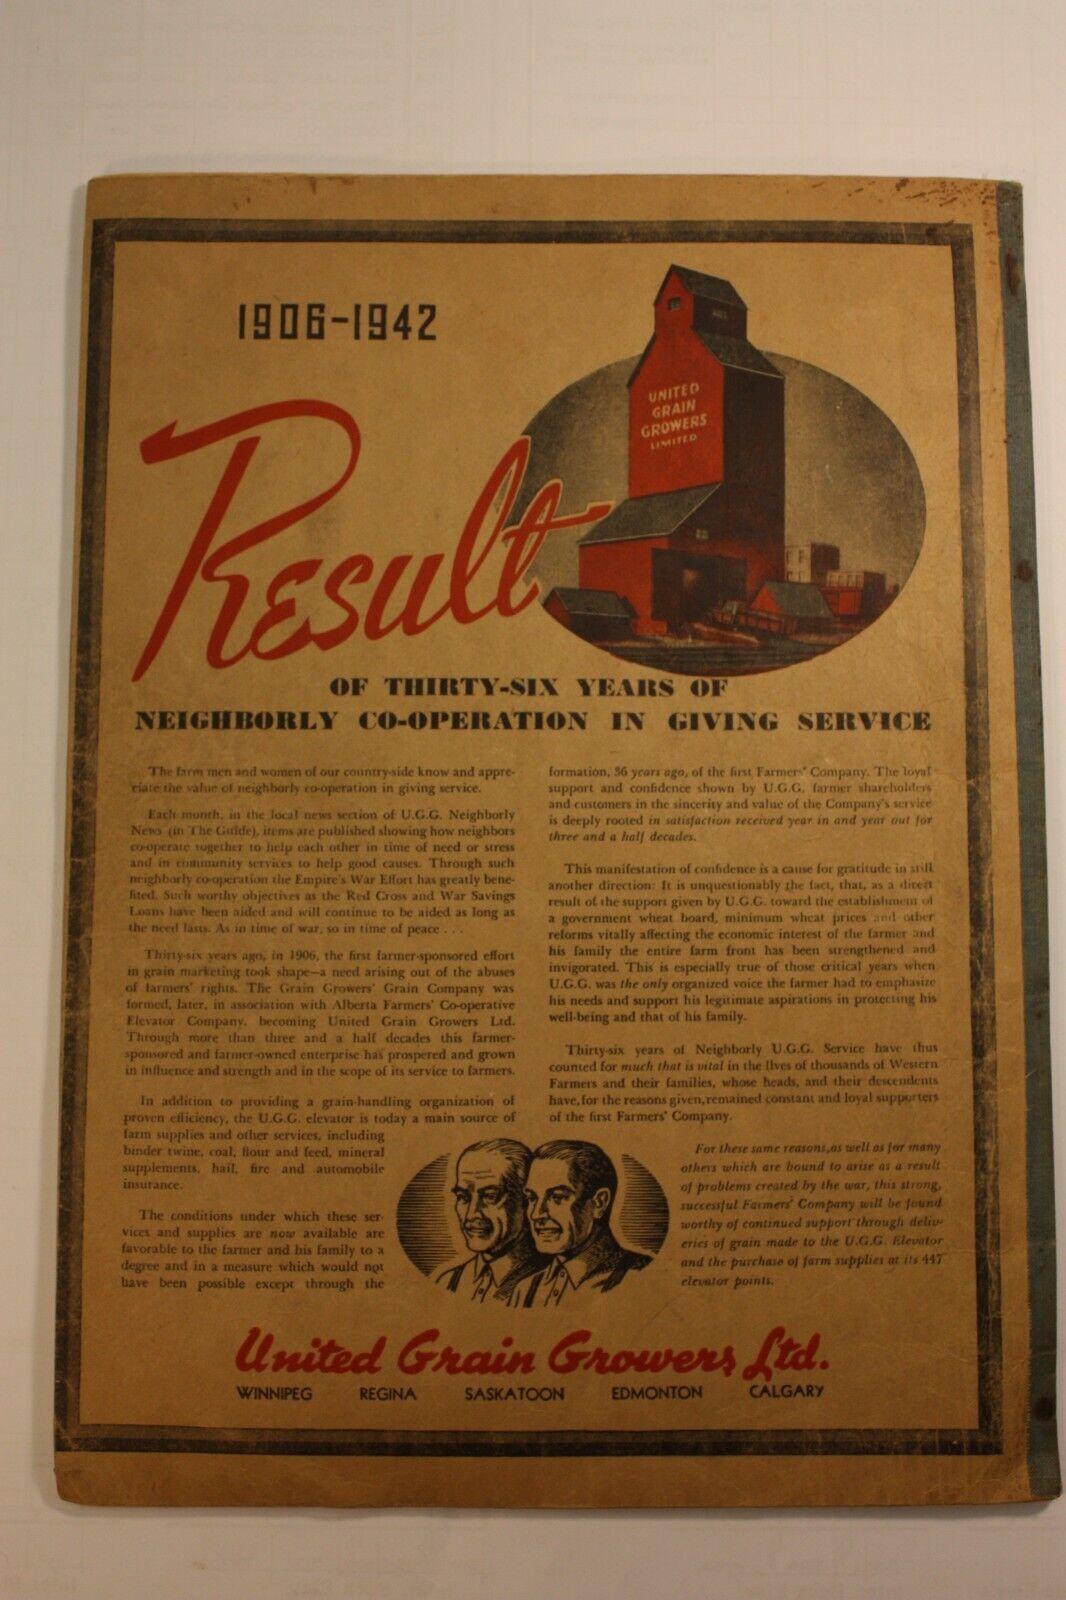 1906-1942
UNITED
GRAIN
GROWERS
LIMITED
Result
OF THIRTY-SIX YEARS OF
NEIGHBORLY CO-OPERATION IN GIVING SERVICE
The farm men and women of our country-side know and appre-
ciate the value of neighborly co-operation in giving service.
Each month, in the local news section of U.G.G. Neighborly
News (in The Guide), items are published showing how neighbors
co-operate together to help each other in time of need or stress
and in community services to help good causes. Through such
neighborly co-operation the Empire's War Effort has greatly bene-
fited. Such worthy objectives as the Red Cross and War Savings
Loans have been aided and will continue to be aided as long as
the need lasts. As in time of war, so in time of peace . . .
Thirty-six years ago, in 1906, the first farmer-sponsored effort
in grain marketing took shape—a need arising out of the abuses
of farmers' rights. The Grain Growers' Grain Company was
formed, later, in association with Alberta Farmers' Co-operative
Elevator Company, becoming United Grain Growers Ltd.
Through more than three and a half decades this farmer-
sponsored and farmer-owned enterprise has prospered and grown
in influence and strength and in the scope of its service to farmers.
In addition to providing a grain-handling organization of
proven efficiency, the U.G.G. elevator is today a main source of
farm supplies and other services, including
binder twine, coal, flour and feed, mineral
supplements, hail, fire and automobile
insurance.
The conditions under which these ser-
vices and supplies are now available are
favorable to the farmer and his family to a
degree and in a measure which would not
have been possible except through the
formation, 36 years ago, of the first Farmers' Company. The loyal
support and confidence shown by U.G.G. farmer shareholders
and customers in the sincerity and value of the Company's service
is deeply rooted in satisfaction received year in and year out for
three and a half decades.
This manifestation of confidence is a cause for gratitude in still
another direction: It is unquestionably the fact, that, as a direct
result of the support given by U.G.G. toward the establishment of
a government wheat board, minimum wheat prices and other
reforms vitally affecting the economic interest of the farmer and
his family the entire farm front has been strengthened and
invigorated. This is especially true of those critical years when
U.G.G. was the only organized voice the farmer had to emphasize
his needs and support his legitimate aspirations in protecting his
well-being and that of his family.
Thirty-six years of Neighborly U.G.G. Service have thus
counted for much that is vital in the lives of thousands of Western
Farmers and their families, whose heads, and their descendents
have, for the reasons given, remained constant and loyal supporters
of the first Farmers' Company.
For these same reasons, as well as for many
others which are bound to arise as a result
of problems created by the war, this strong,
successful Farmers' Company will be found
worthy of continued support through deliv-
eries of grain made to the U.G.G. Elevator
and the purchase of farm supplies at its 447
elevator points.
United Grain Growers Ltd.
WINNIPEG REGINA SASKATOON EDMONTON CALGARY